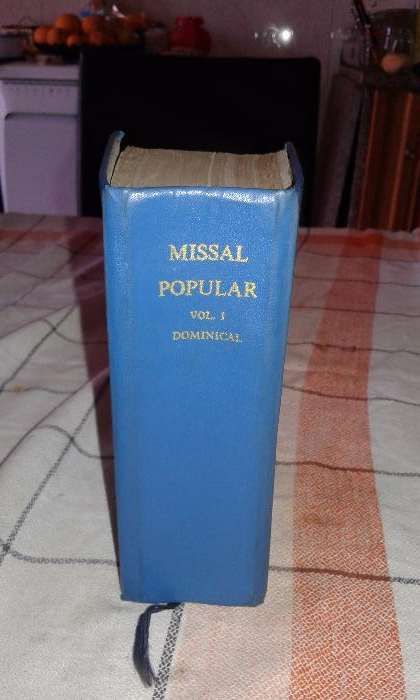 MISSAL
POPULAR
VOL. I
DOMINICAL